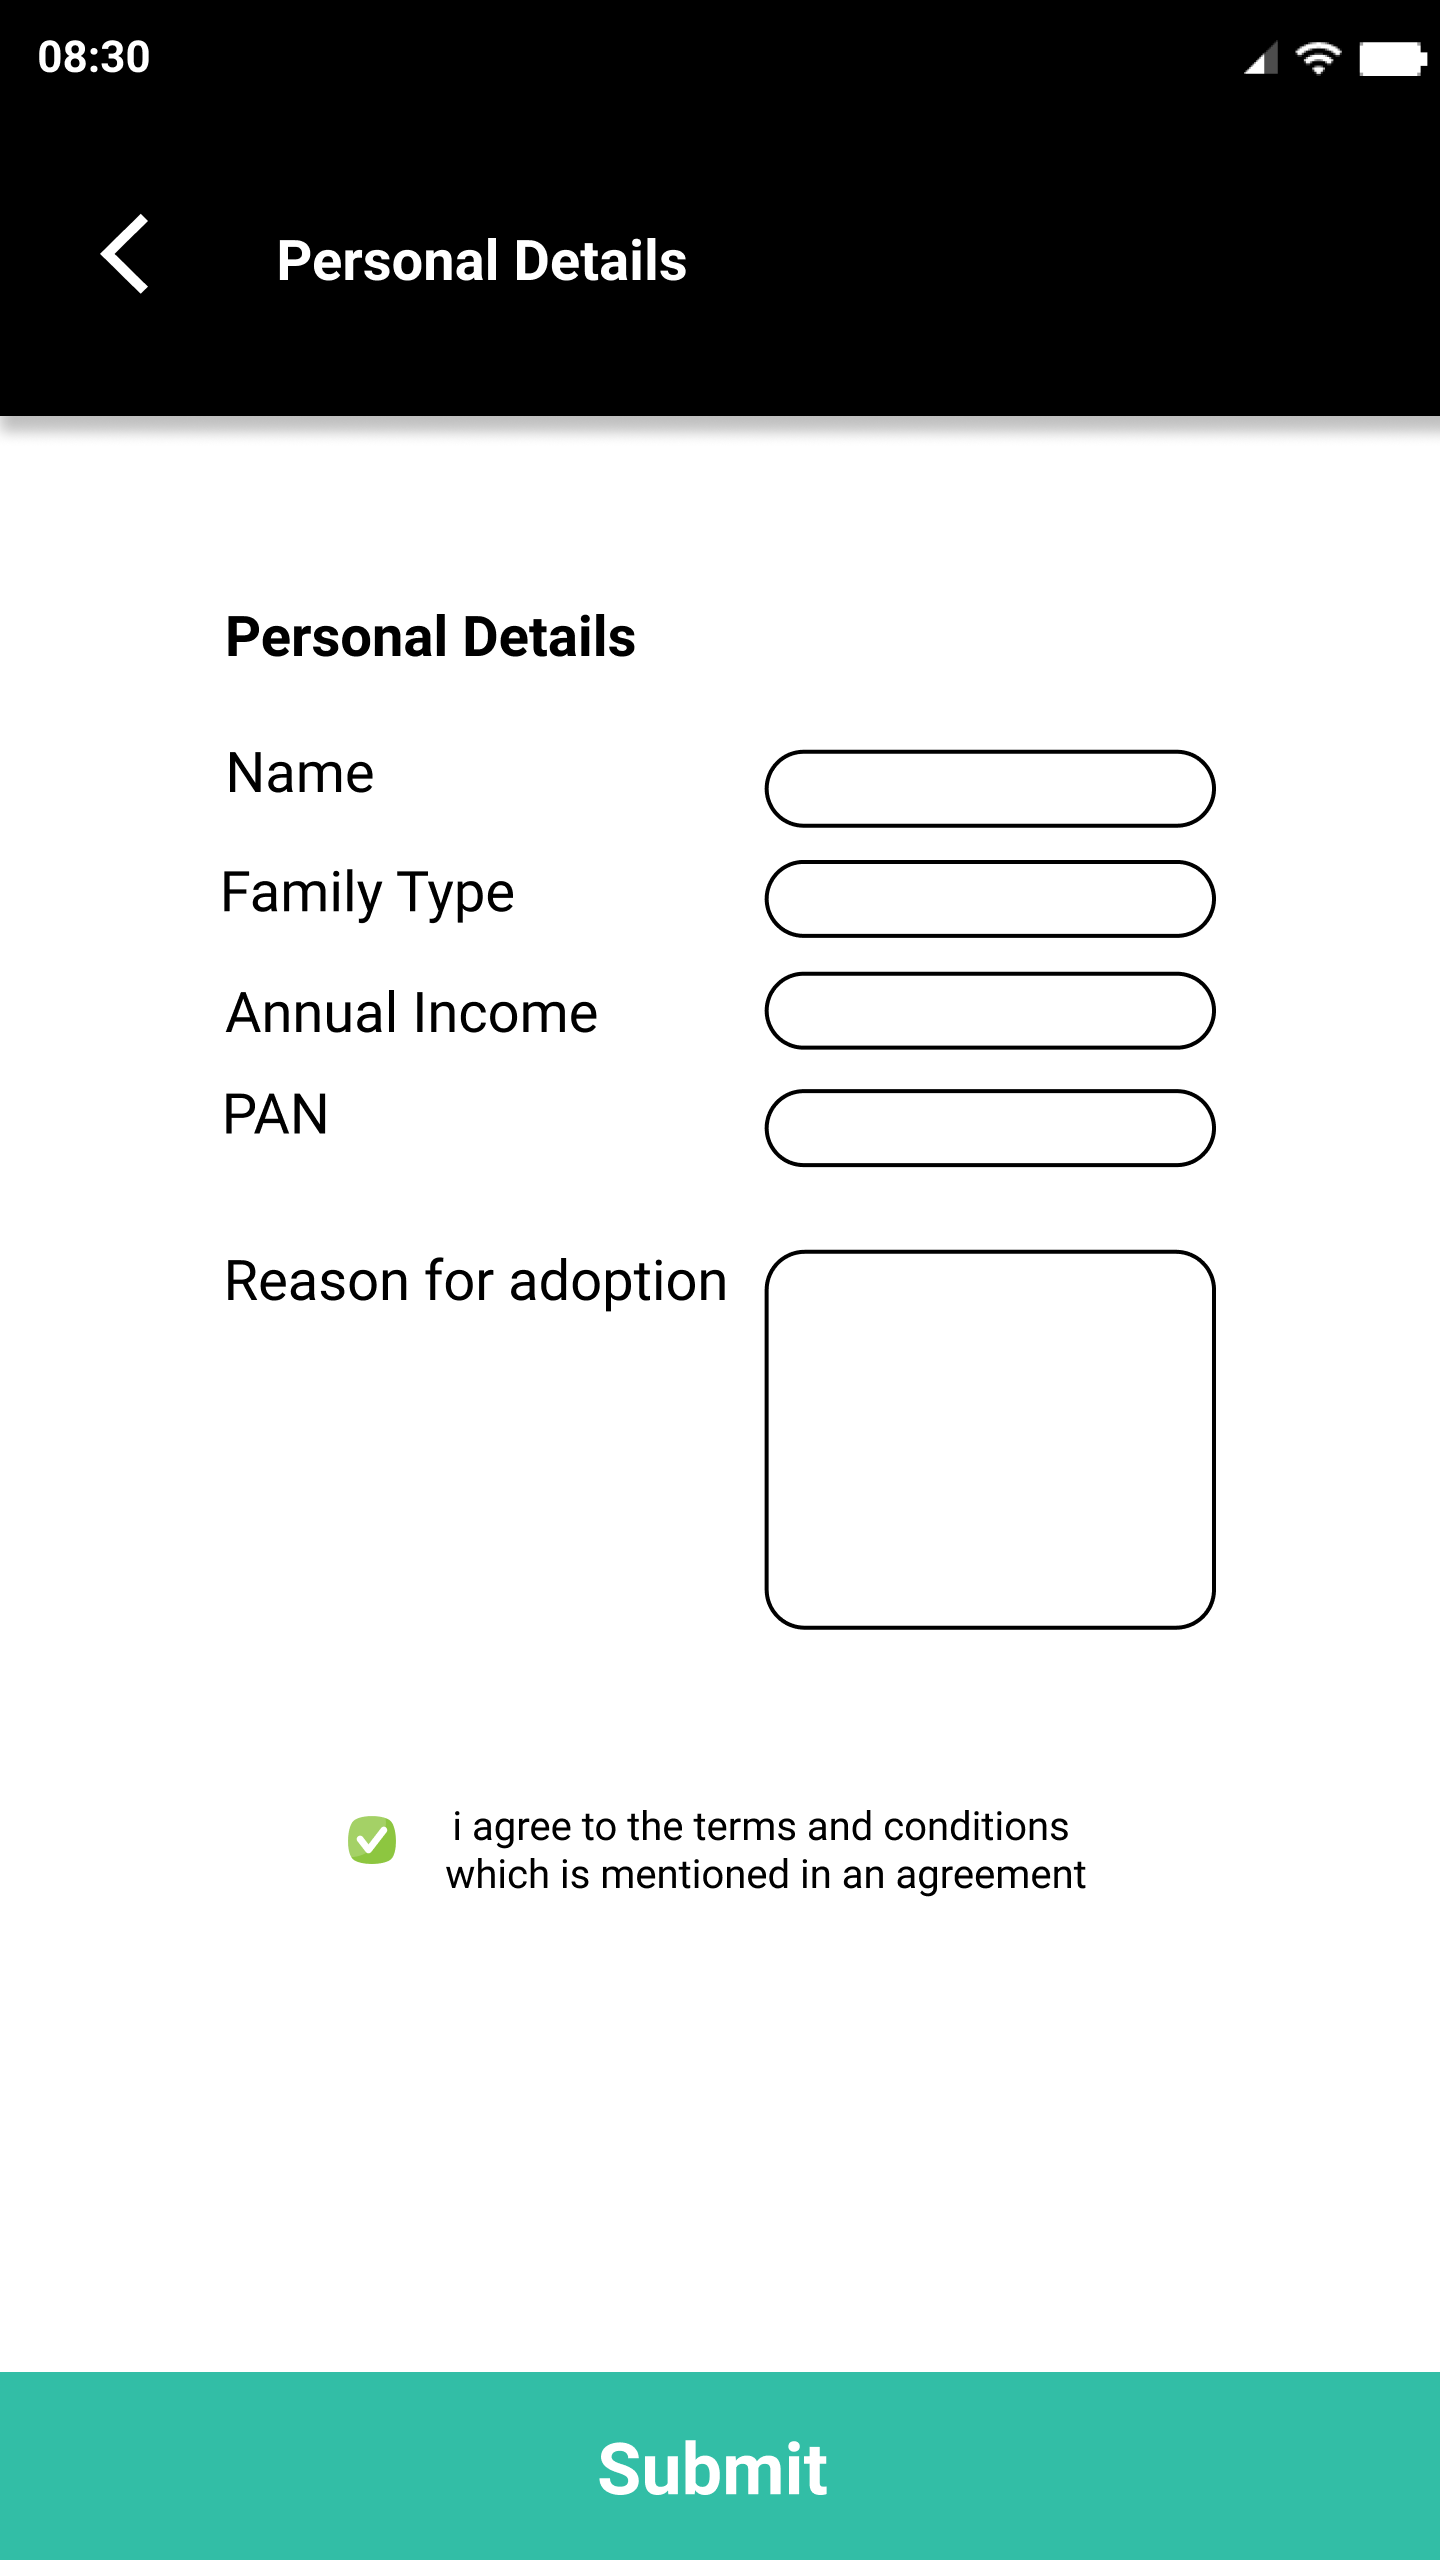 08:30
Personal Details
Personal Details
Name
Family Type
Annual Income
PAN
Reason for adoption
i agree to the terms and conditions
which is mentioned in an agreement
Submit